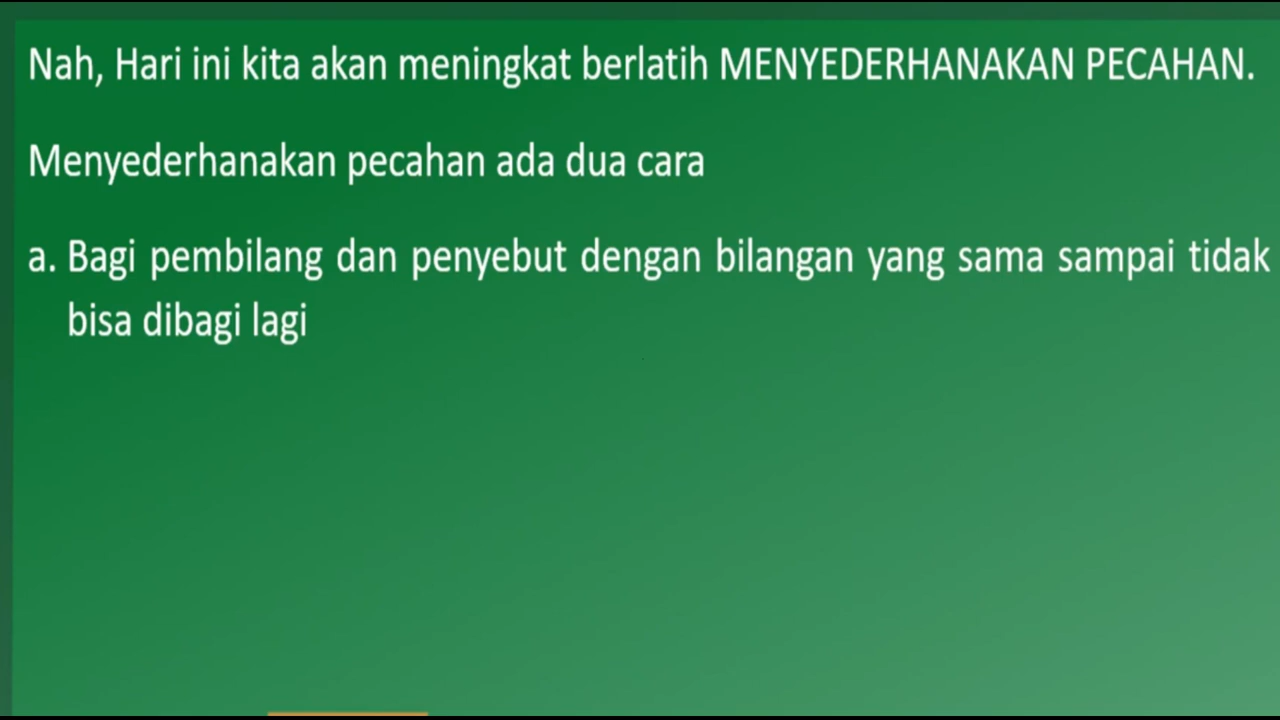 Nah, Hari ini kita akan meningkat berlatih MENYEDERHANAKAN PECAHAN.
Menyederhanakan pecahan ada dua cara
a. Bagi pembilang dan penyebut dengan bilangan yang sama sampai tidak
bisa dibagi lagi